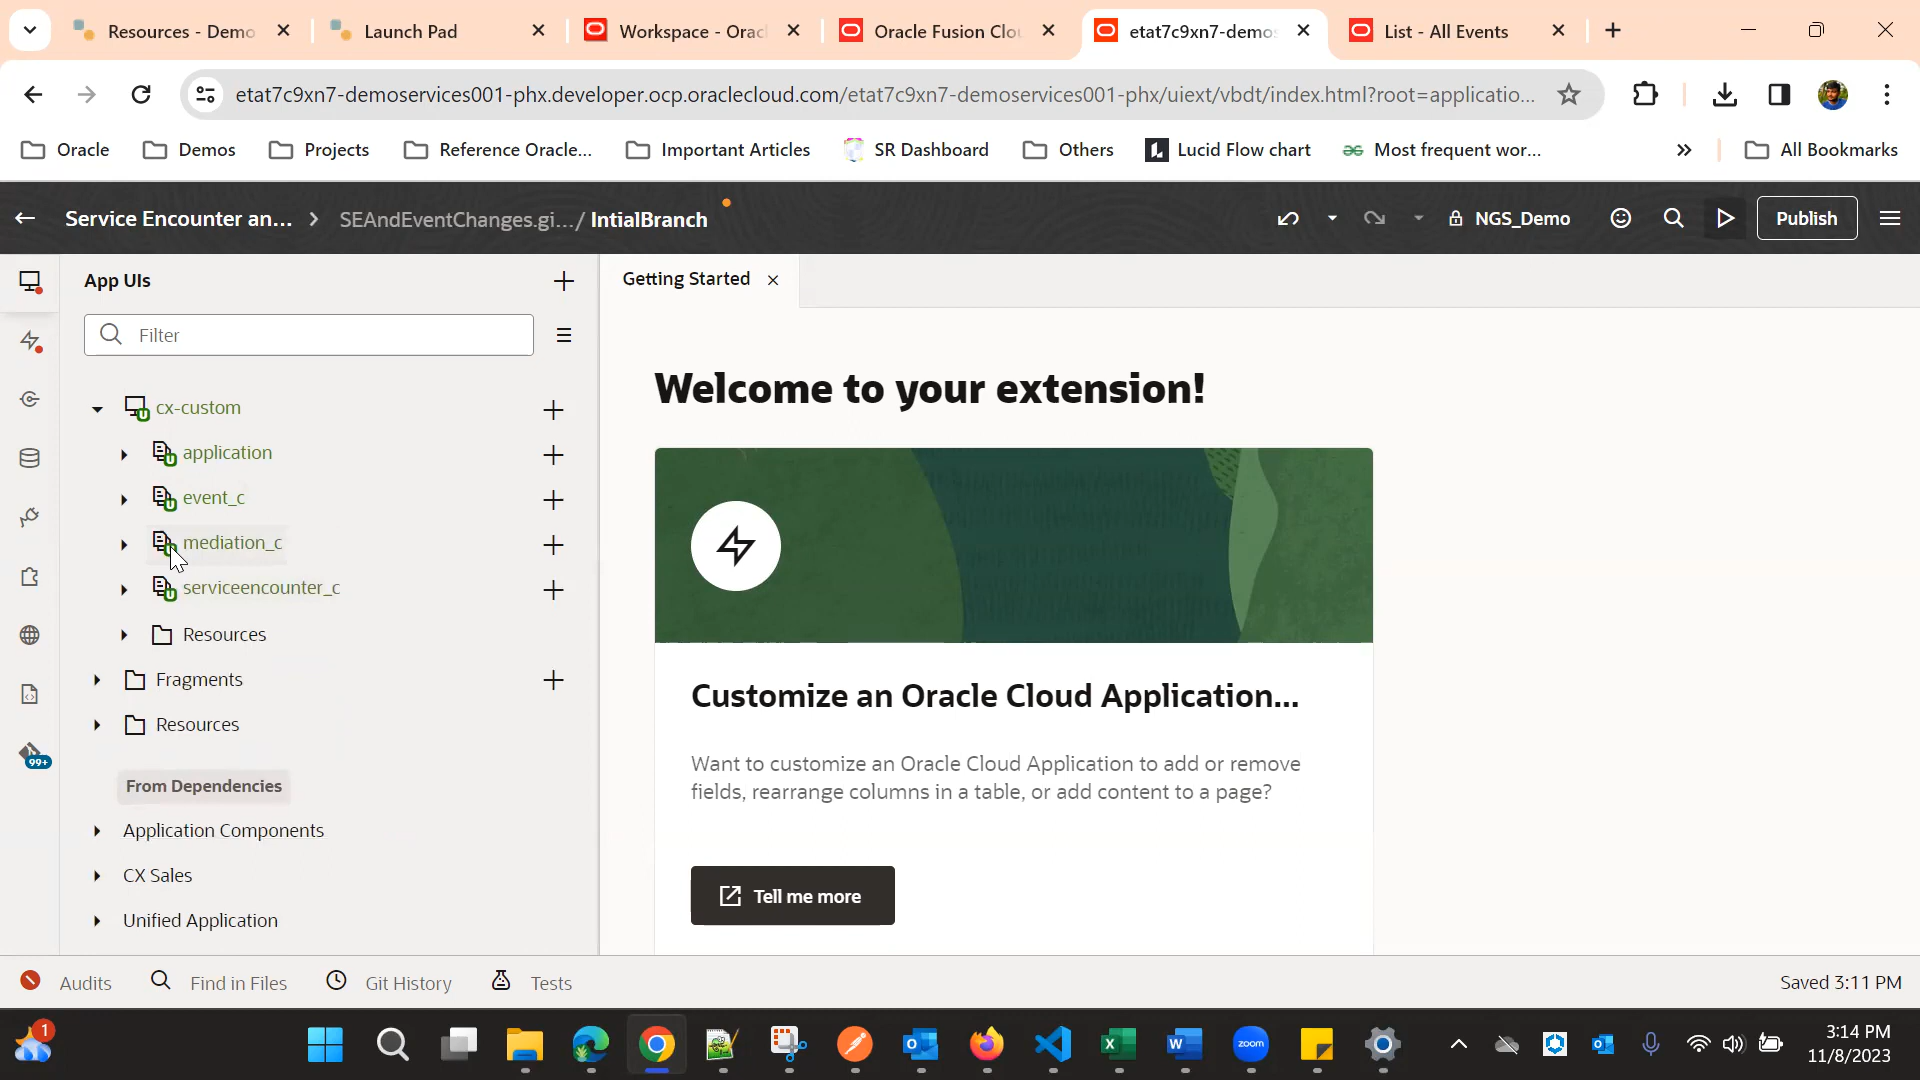 Resources - Demo
Launch Pad
Workspace - Orac
Oracle Fusion Clou
etat7c9xn7-demos
List - All Events
etat7c9xn7-demoservices001-phx.developer.ocp.oraclecloud.com/etat7c9xn7-demoservices001-phx/uiext/vbdt/index.html?root=applicatio...
Oracle
Demos
Projects
Reference Oracle...
Important Articles
SR Dashboard
Others
Lucid Flow chart
Most frequent wor...
All Bookmarks
Service Encounter an... > SEAndEventChanges.gi.../ IntialBranch
NGS_Demo
Publish
App UIs
Getting Started
Filter
cx-custom
application
event_c
mediation_c
serviceencounter_c
Resources
Fragments
Resources
From Dependencies
Application Components
CX Sales
Unified Application
99+
Welcome to your extension!
Customize an Oracle Cloud Application...
Want to customize an Oracle Cloud Application to add or remove
fields, rearrange columns in a table, or add content to a page?
Tell me more
Audits
Find in Files
Git History
Tests
Saved 3:11 PM
1
zoom
3:14 PM
11/8/2023